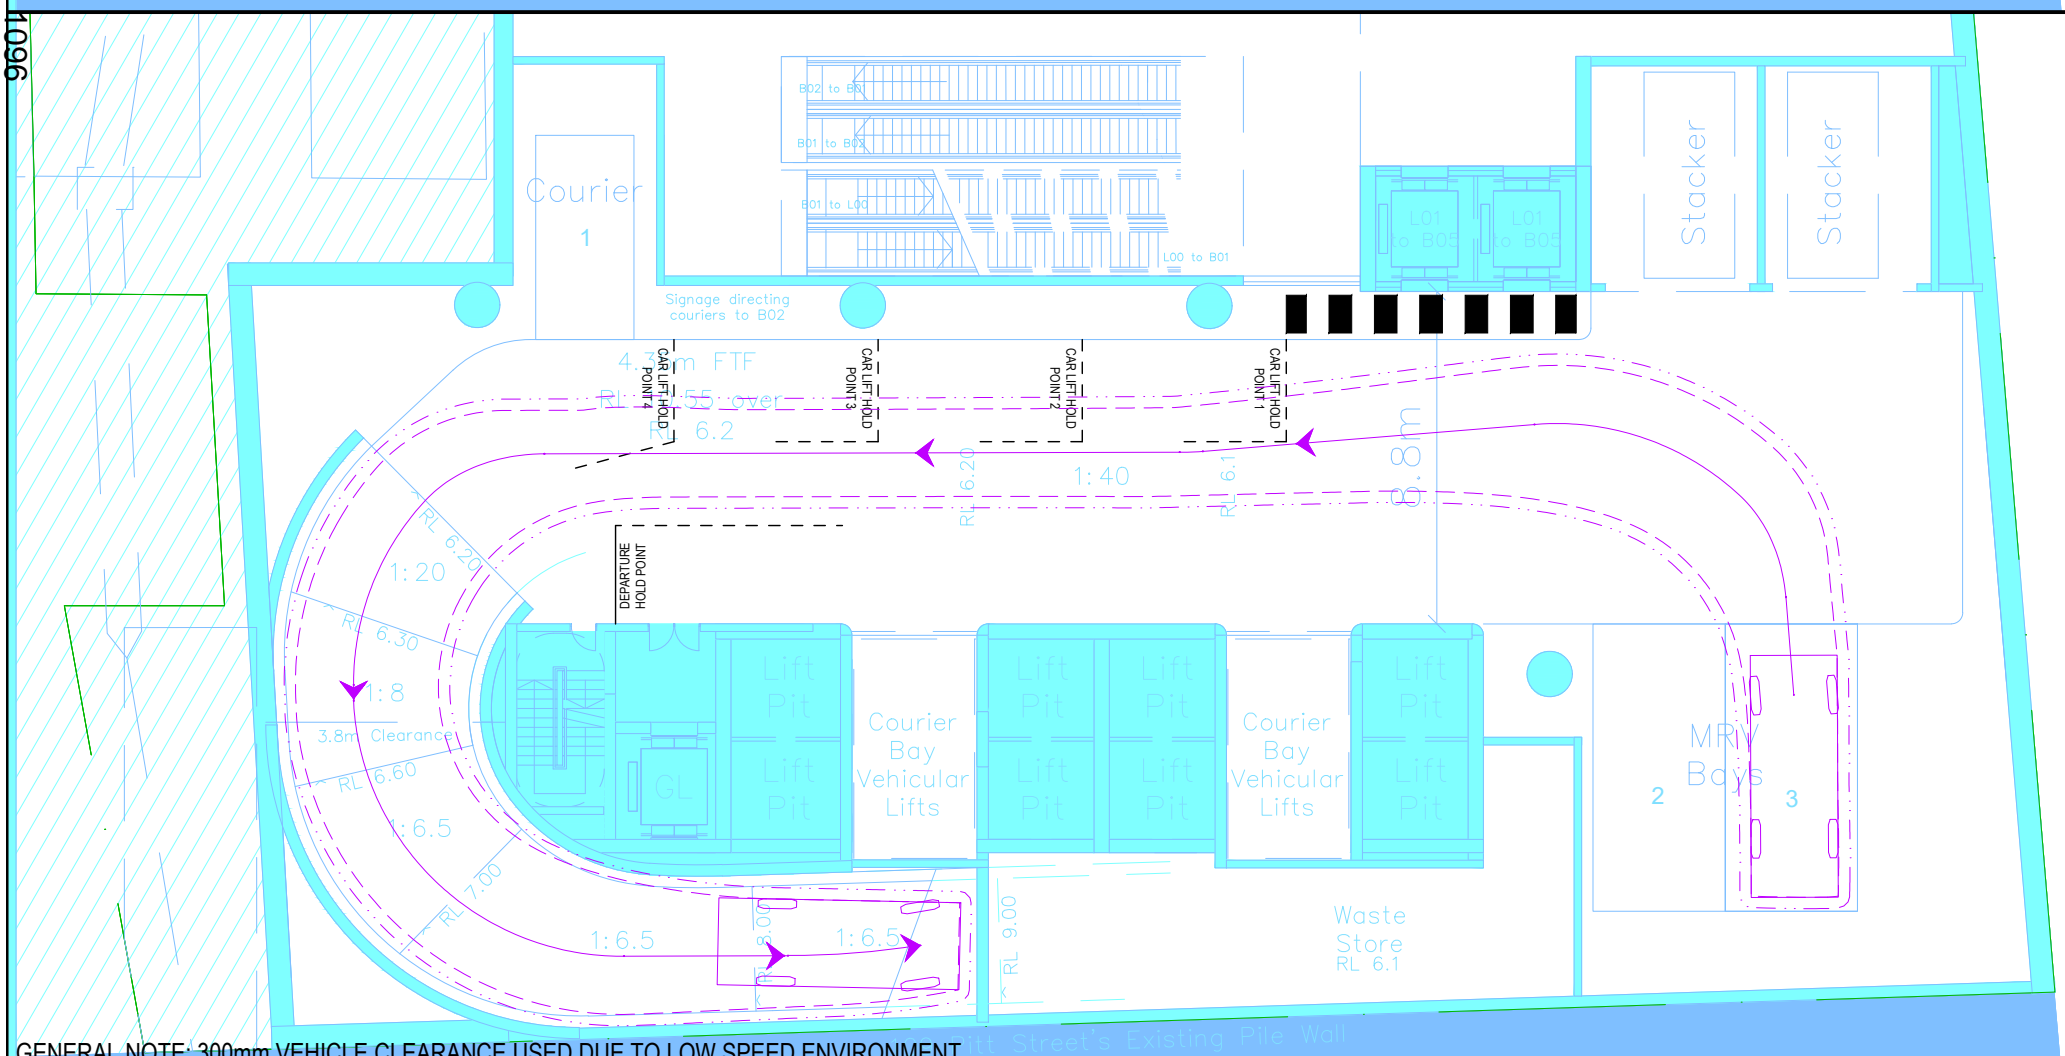 1096
B02 to B01
B01 to B02
B01 to L00
L00 to B01
Courier
1
L01
to B05
L01
to B05
Stacker
Stacker
Signage directing
couriers to B02
RL 6.2
CAR LIFT HOLD
POINT 4
CAR LIFT HOLD
POINT 3
CAR LIFT HOLD
POINT 2
CAR LIFT HOLD
POINT 1
8.8m
RL 6.20
1:40
RL 6.1
RL 6.20
1:20
DEPARTURE
HOLD POINT
RL 6.30
1:8
3.8m Clearance
RL 6.60
1:6.5
RL 7.00
1:6.5
RL 8.00
1:6.5
RL 9.00
GL
Lift
Pit
Lift
Pit
Courier
Bay
Vehicular
Lifts
Lift
Pit
Lift
Pit
Lift
Pit
Lift
Pit
Courier
Bay
Vehicular
Lifts
Lift
Pit
Lift
Pit
MRV
Bays
2
3
Waste
Store
RL 6.1
Pitt Street's Existing Pile Wall
GENERAL NOTE: 300mm VEHICLE CLEARANCE USED DUE TO LOW SPEED ENVIRONMENT